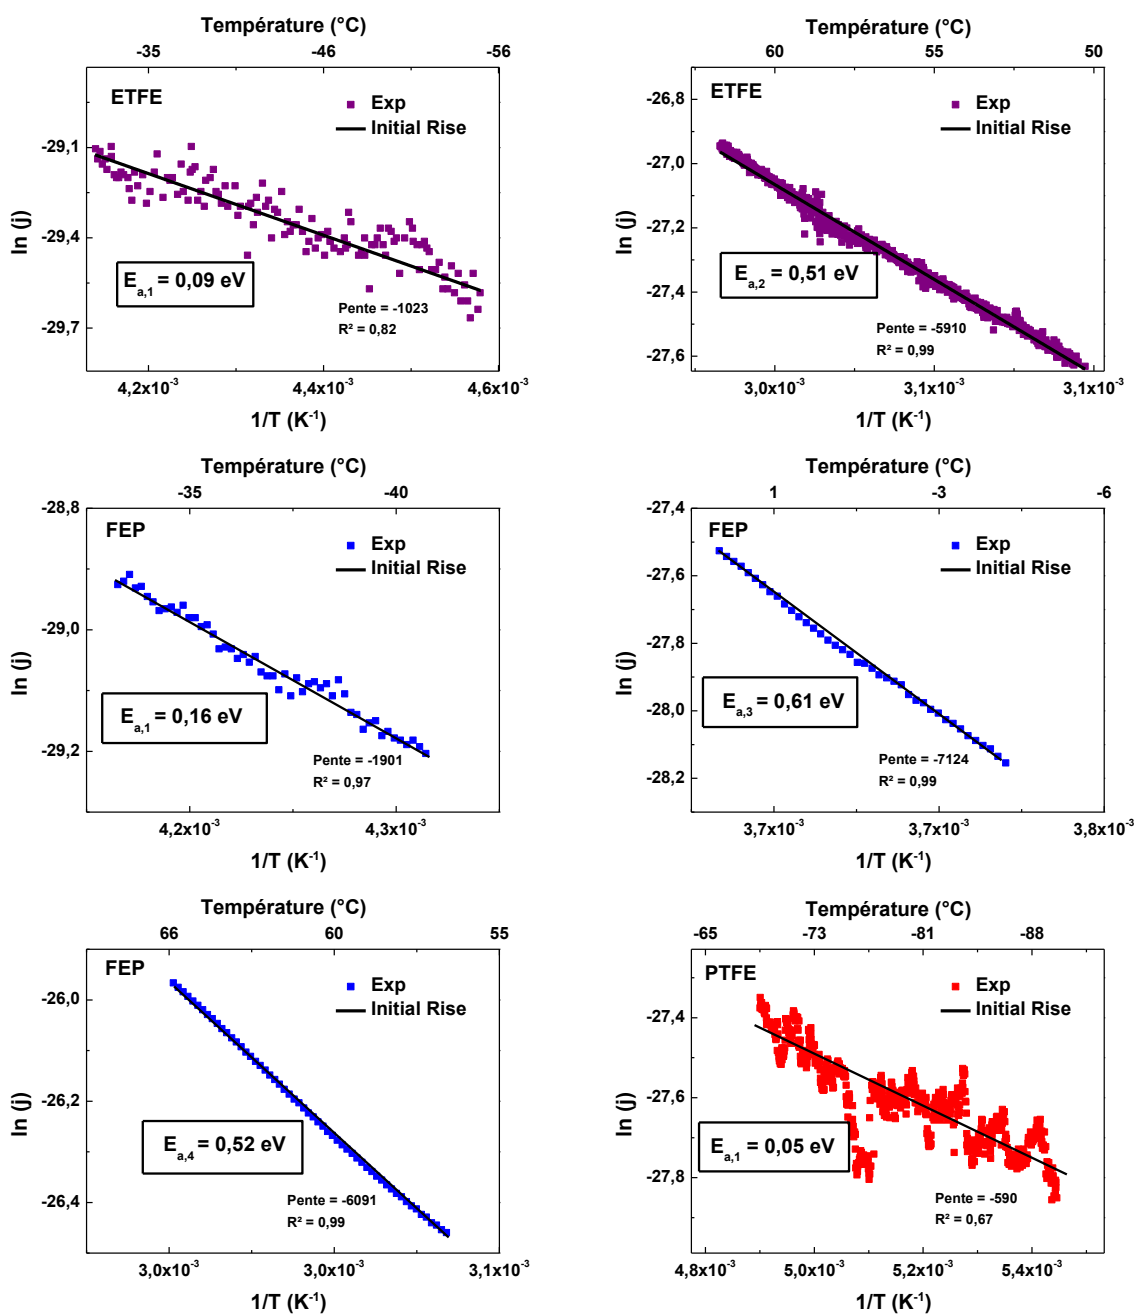 Température (°C)
-35 -46 -56
ETFE
Exp
Initial Rise
-29,1
-29,4
-29,7
ln (j)
Ea,1 = 0,09 eV
Pente = -1023
R² = 0,82
4,2x10-3 4,4x10-3 4,6x10-3
1/T (K-1)
Température (°C)
60 55 50
ETFE
Exp
Initial Rise
-26,8
-27,0
-27,2
-27,4
-27,6
ln (j)
Ea,2 = 0,51 eV
Pente = -5910
R² = 0,99
3,0x10-3 3,1x10-3 3,1x10-3
1/T (K-1)
Température (°C)
-35 -40
FEP
Exp
Initial Rise
-28,8
-29,0
-29,2
ln (j)
Ea,1 = 0,16 eV
Pente = -1901
R² = 0,97
4,2x10-3 4,3x10-3
1/T (K-1)
Température (°C)
1 -3 -6
FEP
Exp
Initial Rise
-27,4
-27,6
-27,8
-28,0
-28,2
ln (j)
Ea,3 = 0,61 eV
Pente = -7124
R² = 0,99
3,7x10-3 3,7x10-3 3,8x10-3
1/T (K-1)
Température (°C)
66 60 55
FEP
Exp
Initial Rise
-26,0
-26,2
-26,4
ln (j)
Ea,4 = 0,52 eV
Pente = -6091
R² = 0,99
3,0x10-3 3,0x10-3 3,1x10-3
1/T (K-1)
Température (°C)
-65 -73 -81 -88
PTFE
Exp
Initial Rise
-27,4
-27,6
-27,8
ln (j)
Ea,1 = 0,05 eV
Pente = -590
R² = 0,67
4,8x10-3 5,0x10-3 5,2x10-3 5,4x10-3
1/T (K-1)